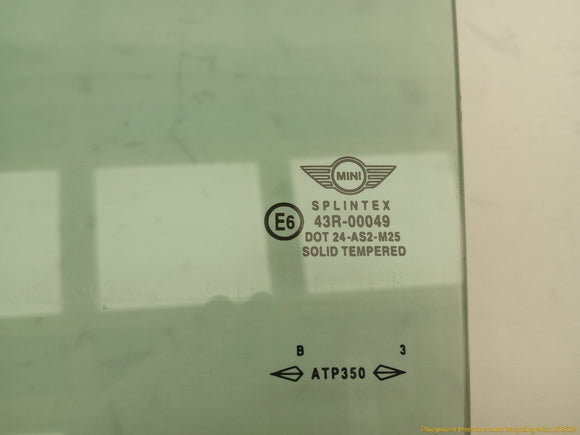 MINI
SPLINTEX
E6
43R-00049
DOT 24-AS2-M25
SOLID TEMPERED
B 3
ATP350